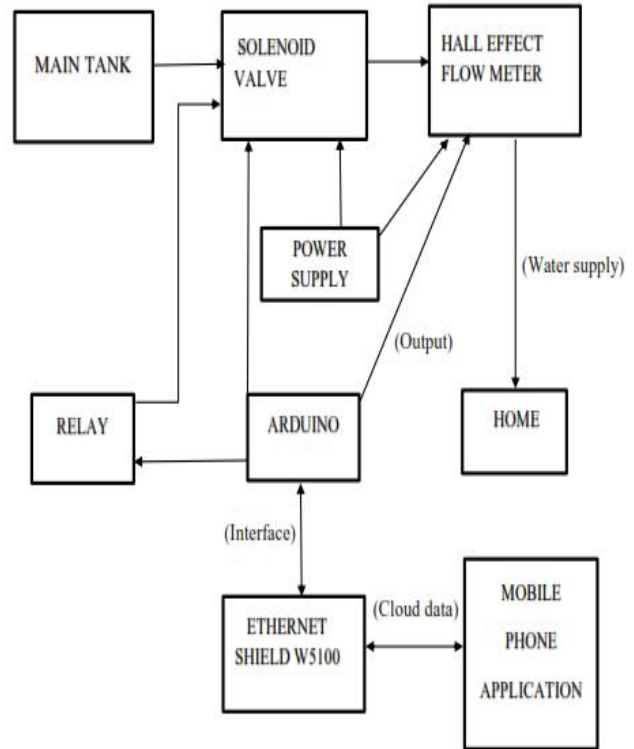 MAIN TANK
SOLENOID
VALVE
HALL EFFECT
FLOW METER
POWER
SUPPLY
(Water supply)
(Output)
RELAY
ARDUINO
HOME
(Interface)
(Cloud data)
ETHERNET
SHIELD W5100
MOBILE
PHONE
APPLICATION